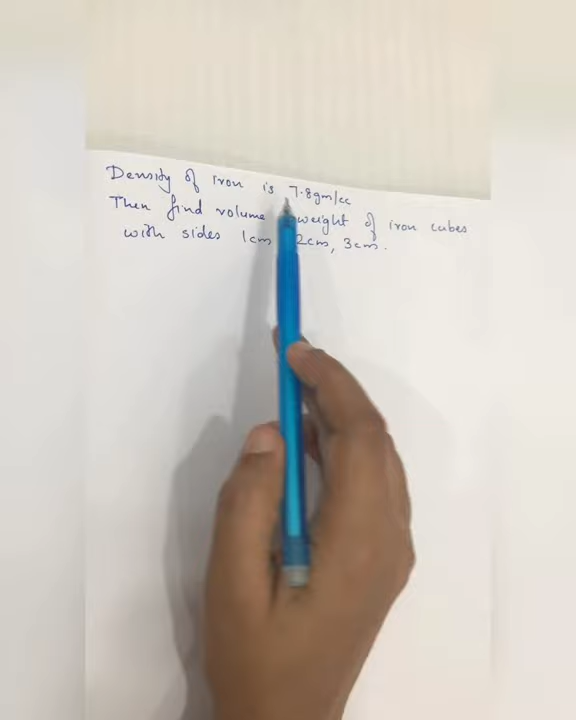 Density of iron is 7.8gm/cc
Then find volume weight of iron cubes
with sides 1cm 2cm, 3cm.